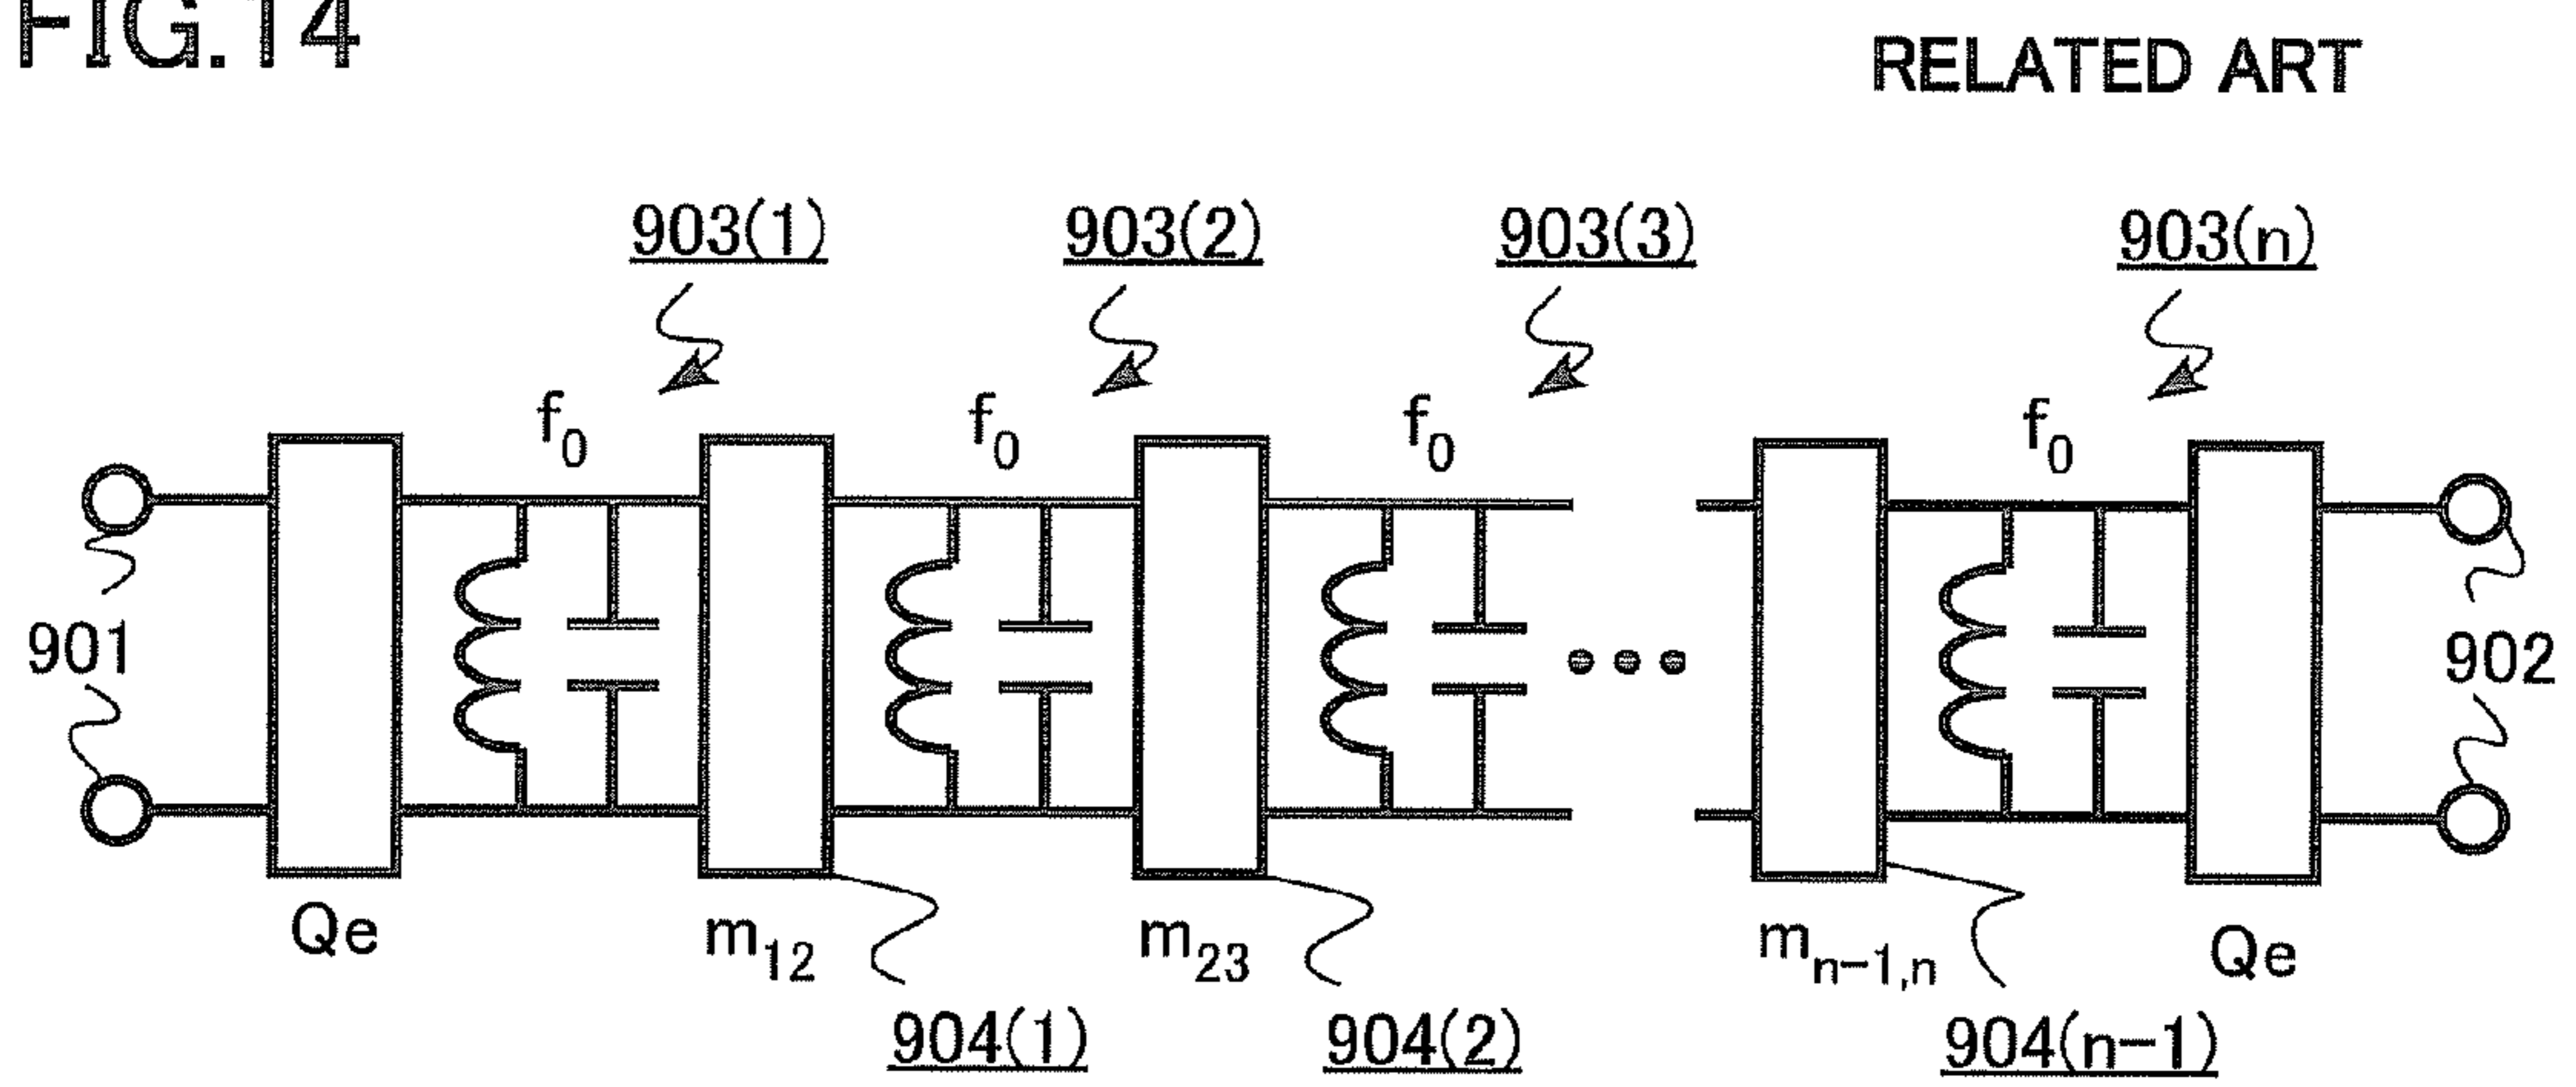 FIG.14
RELATED ART
903(1) 903(2) 903(3) 903(n)
f0 f0 f0 f0
901 902
Qe m12 m23 mn-1,n Qe
904(1) 904(2) 904(n-1)